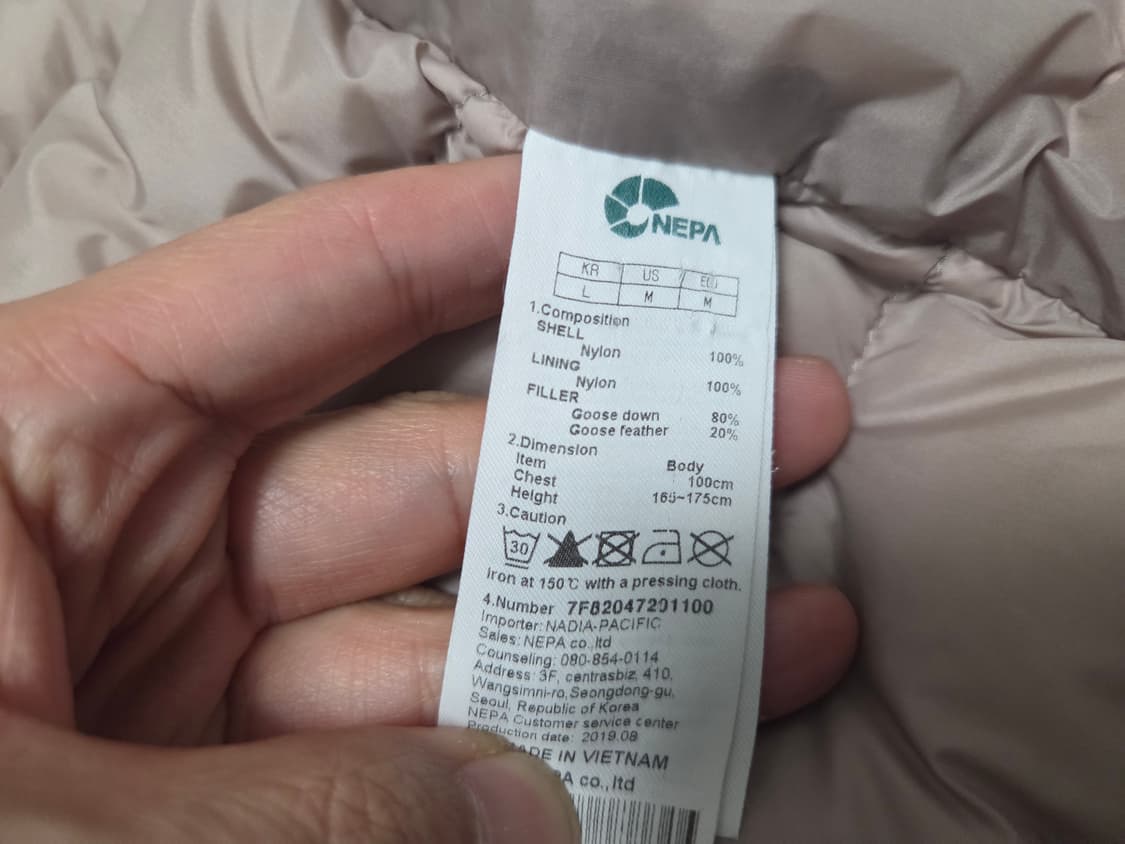 NEPA
KR US EU
L M M
1.Composition
SHELL
Nylon 100%
LINING
Nylon 100%
FILLER
Goose down 80%
Goose feather 20%
2.Dimension
Item Body
Chest 100cm
Height 165~175cm
3.Caution
30
Iron at 150℃ with a pressing cloth.
4.Number 7F82047201100
Importer: NADIA-PACIFIC
Sales: NEPA co.,ltd
Counseling: 080-854-0114
Address: 3F, centrasbiz, 410,
Wangsimni-ro, Seongdong-gu,
Seoul, Republic of Korea
NEPA Customer service center
Production date: 2019.08
ADE IN VIETNAM
A co.,ltd